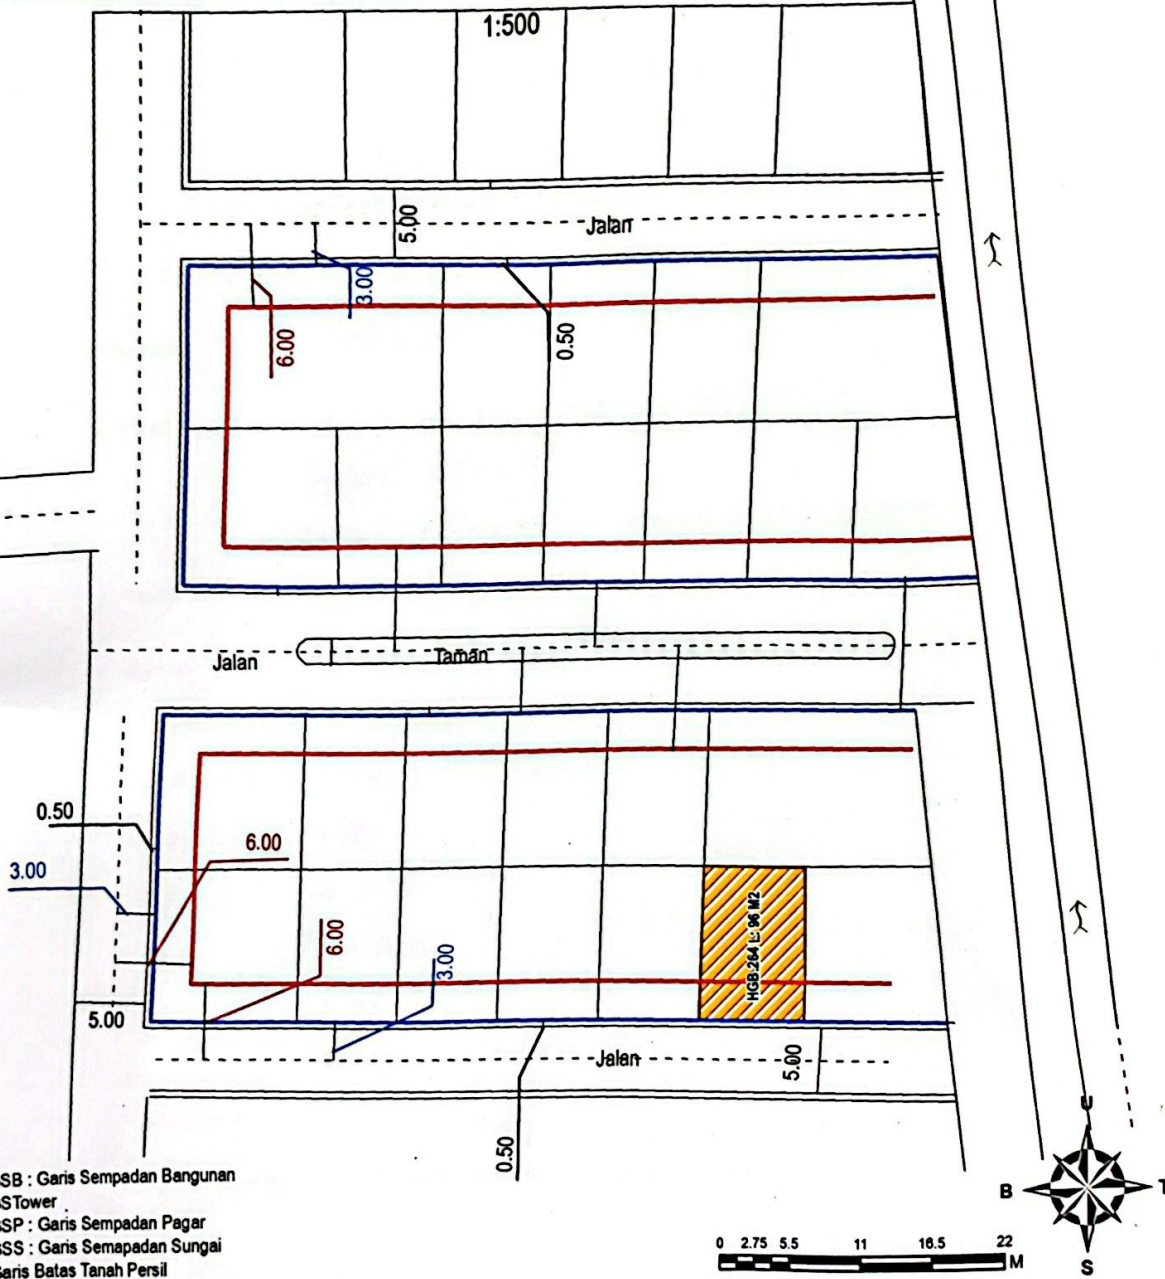 1:500
5.00
Jalan
3.00
6.00
0.50
Jalan
Taman
0.50
6.00
3.00
6.00
3.00
HGB:264 L: 96 M2
5.00
Jalan
5.00
0.50
SB : Garis Sempadan Bangunan
STower
SP : Garis Sempadan Pagar
SS : Garis Semapadan Sungai
aris Batas Tanah Persil
U
B
T
S
0 2.75 5.5 11 16.5 22
M